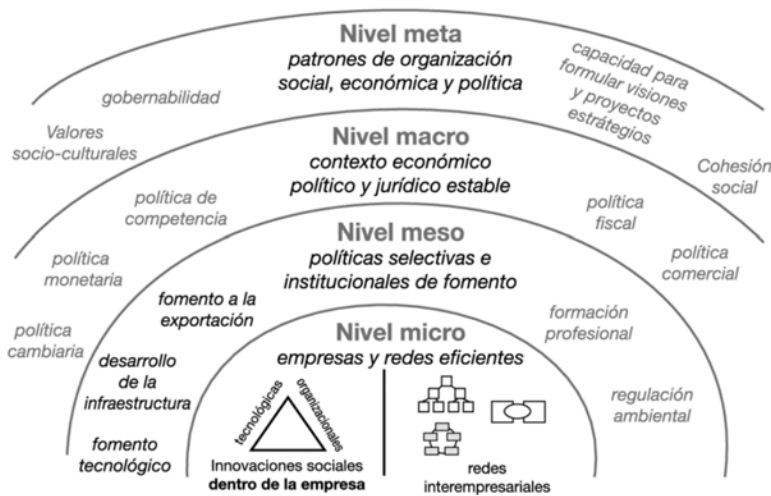 Nivel meta
patrones de organización
social, económica y política
gobernabilidad
Valores
socio-culturales
capacidad para
formular visiones
y proyectos
estrátegios
Cohesión
social
Nivel macro
contexto económico
político y jurídico estable
política de
competencia
política
monetaria
política
cambiaria
política
fiscal
política
comercial
Nivel meso
políticas selectivas e
institucionales de fomento
fomento a la
exportación
desarrollo
de la
infraestructura
fomento
tecnológico
formación
profesional
regulación
ambiental
Nivel micro
empresas y redes eficientes
tecnológicas
organizacionales
Innovaciones sociales
dentro de la empresa
redes
interempresariales